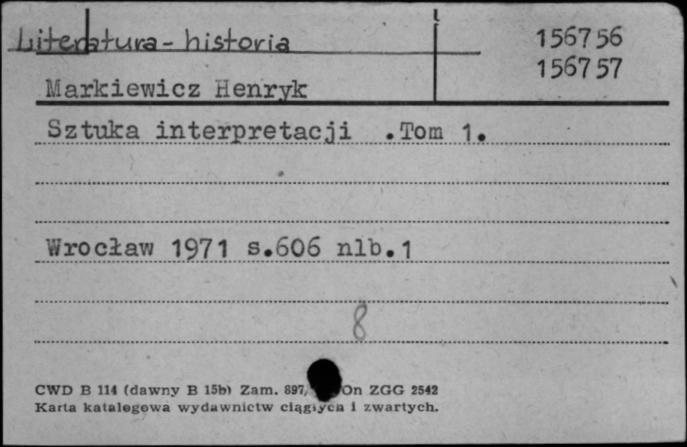 Literatura - historia
156756
156757
Markiewicz Henryk
Sztuka interpretacji .Tom 1.
Wrocław 1971 s.606 nlb.1
8
CWD B 114 (dawny B 15b) Zam. 897/ On ZGG 2542
Karta katalogowa wydawnictw ciągłych i zwartych.